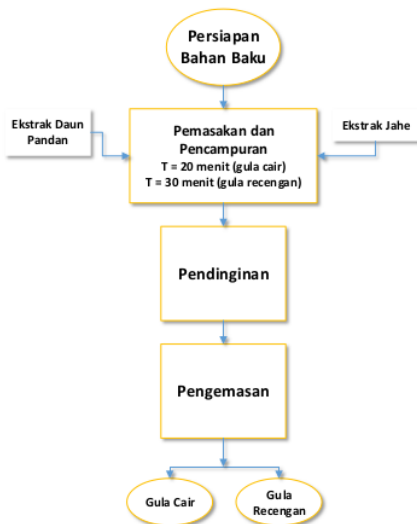 Persiapan
Bahan Baku
Ekstrak Daun
Pandan
Pemasakan dan
Pencampuran
T = 20 menit (gula cair)
T = 30 menit (gula recengan)
Ekstrak Jahe
Pendinginan
Pengemasan
Gula Cair
Gula
Recengan